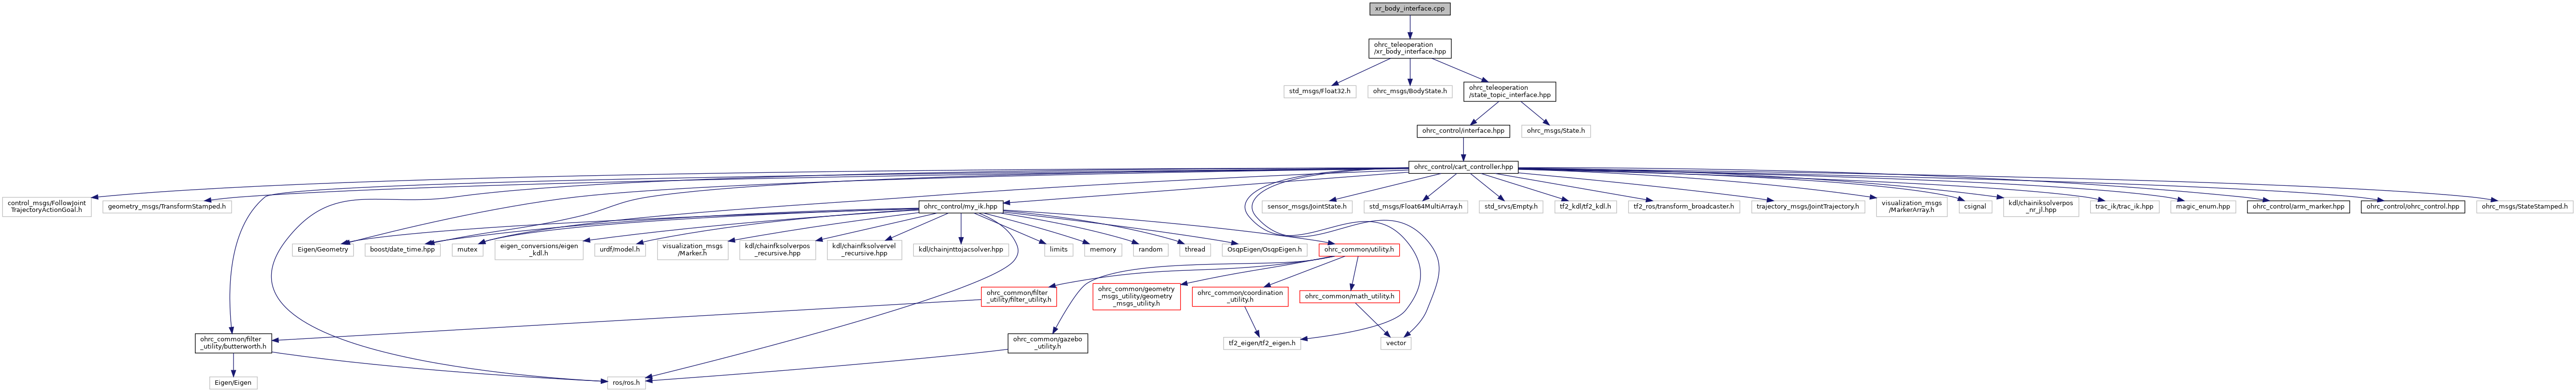 xr_body_interface.cpp
ohrc_teleoperation
/xr_body_interface.hpp
std_msgs/Float32.h
ohrc_msgs/BodyState.h
ohrc_teleoperation
/state_topic_interface.hpp
ohrc_control/interface.hpp
ohrc_msgs/State.h
ohrc_control/cart_controller.hpp
control_msgs/FollowJoint
TrajectoryActionGoal.h
geometry_msgs/TransformStamped.h
ohrc_control/my_ik.hpp
sensor_msgs/JointState.h
std_msgs/Float64MultiArray.h
std_srvs/Empty.h
tf2_kdl/tf2_kdl.h
tf2_ros/transform_broadcaster.h
trajectory_msgs/JointTrajectory.h
visualization_msgs
/MarkerArray.h
csignal
kdl/chainiksolverpos
_nr_jl.hpp
trac_ik/trac_ik.hpp
magic_enum.hpp
ohrc_control/arm_marker.hpp
ohrc_control/ohrc_control.hpp
ohrc_msgs/StateStamped.h
Eigen/Geometry
boost/date_time.hpp
mutex
eigen_conversions/eigen
_kdl.h
urdf/model.h
visualization_msgs
/Marker.h
kdl/chainfksolverpos
_recursive.hpp
kdl/chainfksolvervel
_recursive.hpp
kdl/chainjnttojacsolver.hpp
limits
memory
random
thread
OsqpEigen/OsqpEigen.h
ohrc_common/utility.h
ohrc_common/filter
_utility/filter_utility.h
ohrc_common/geometry
_msgs_utility/geometry
_msgs_utility.h
ohrc_common/coordination
_utility.h
ohrc_common/math_utility.h
ohrc_common/filter
_utility/butterworth.h
ohrc_common/gazebo
_utility.h
tf2_eigen/tf2_eigen.h
vector
Eigen/Eigen
ros/ros.h